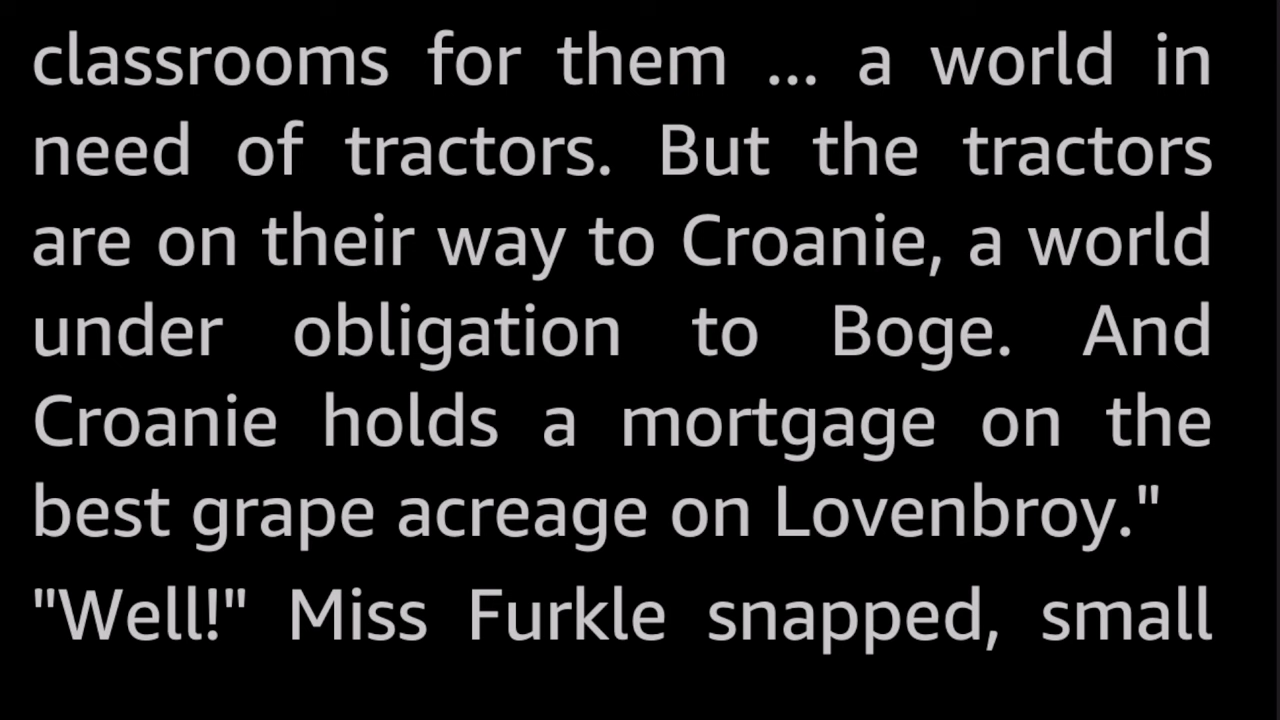 classrooms for them ... a world in
need of tractors. But the tractors
are on their way to Croanie, a world
under obligation to Boge. And
Croanie holds a mortgage on the
best grape acreage on Lovenbroy."
"Well!" Miss Furkle snapped, small